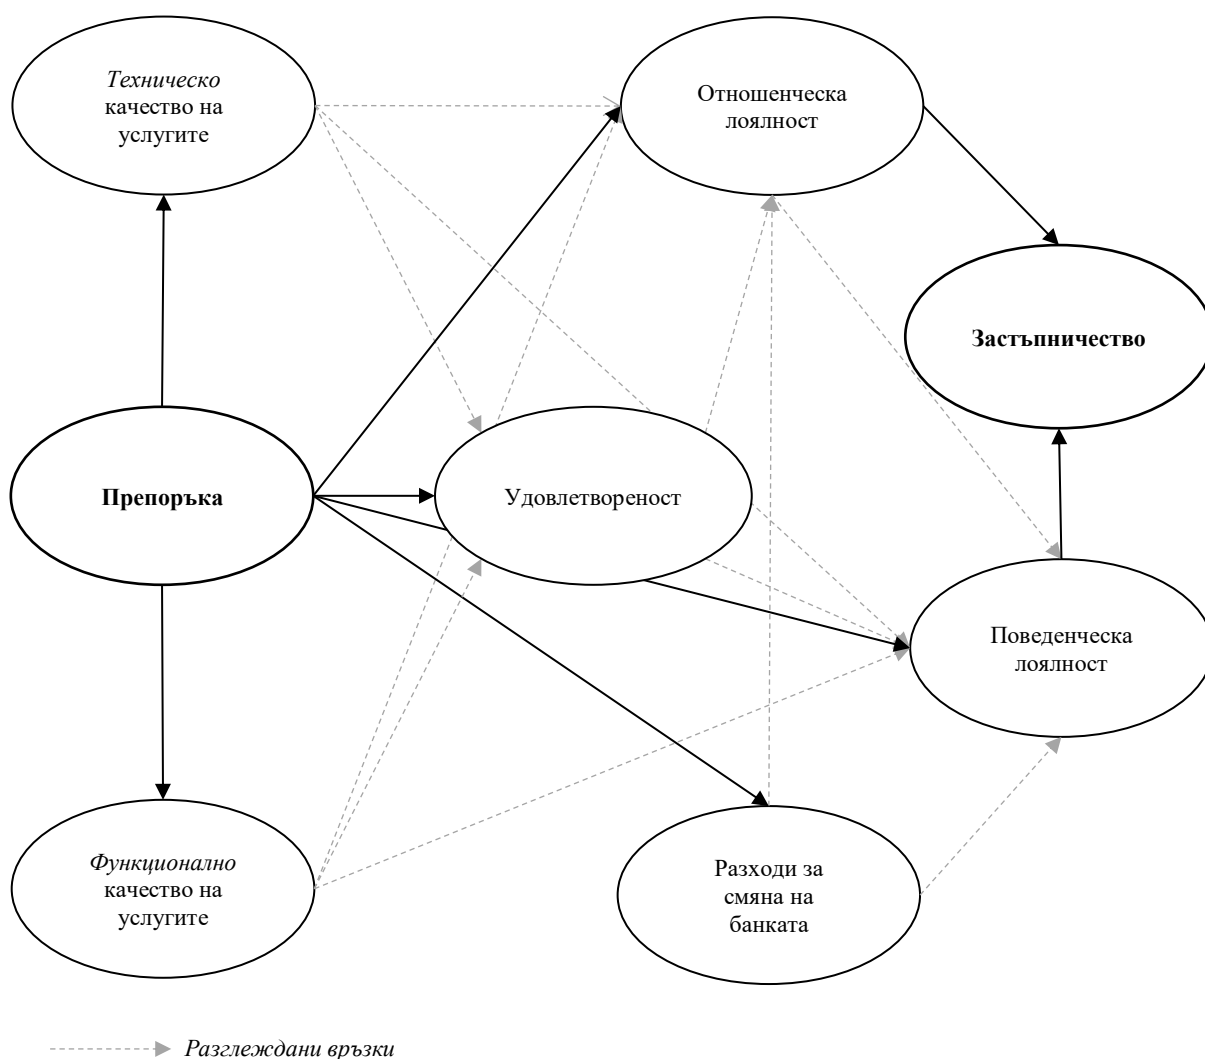 Техническо
качество на
услугите
Отношенческа
лоялност
Застъпничество
Препоръка
Удовлетвореност
Поведенческа
лоялност
Функционално
качество на
услугите
Разходи за
смяна на
банката
Разглеждани връзки